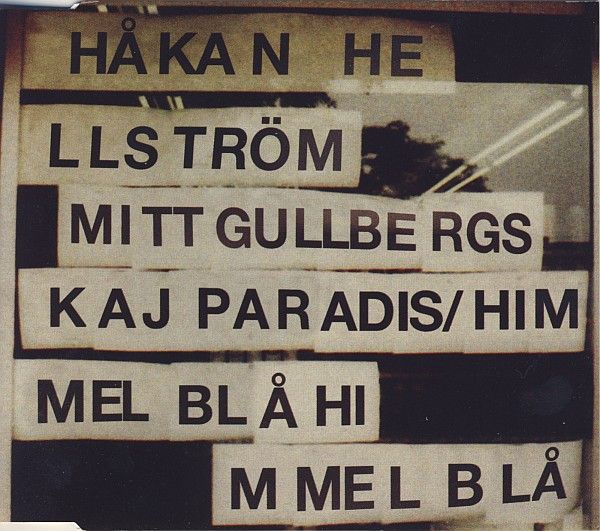 HÅKAN HE
LLSTRÖM
MITT GULLBERGS
KAJ PARADIS/HIM
MEL BLÅ HI
MMEL BLÅ